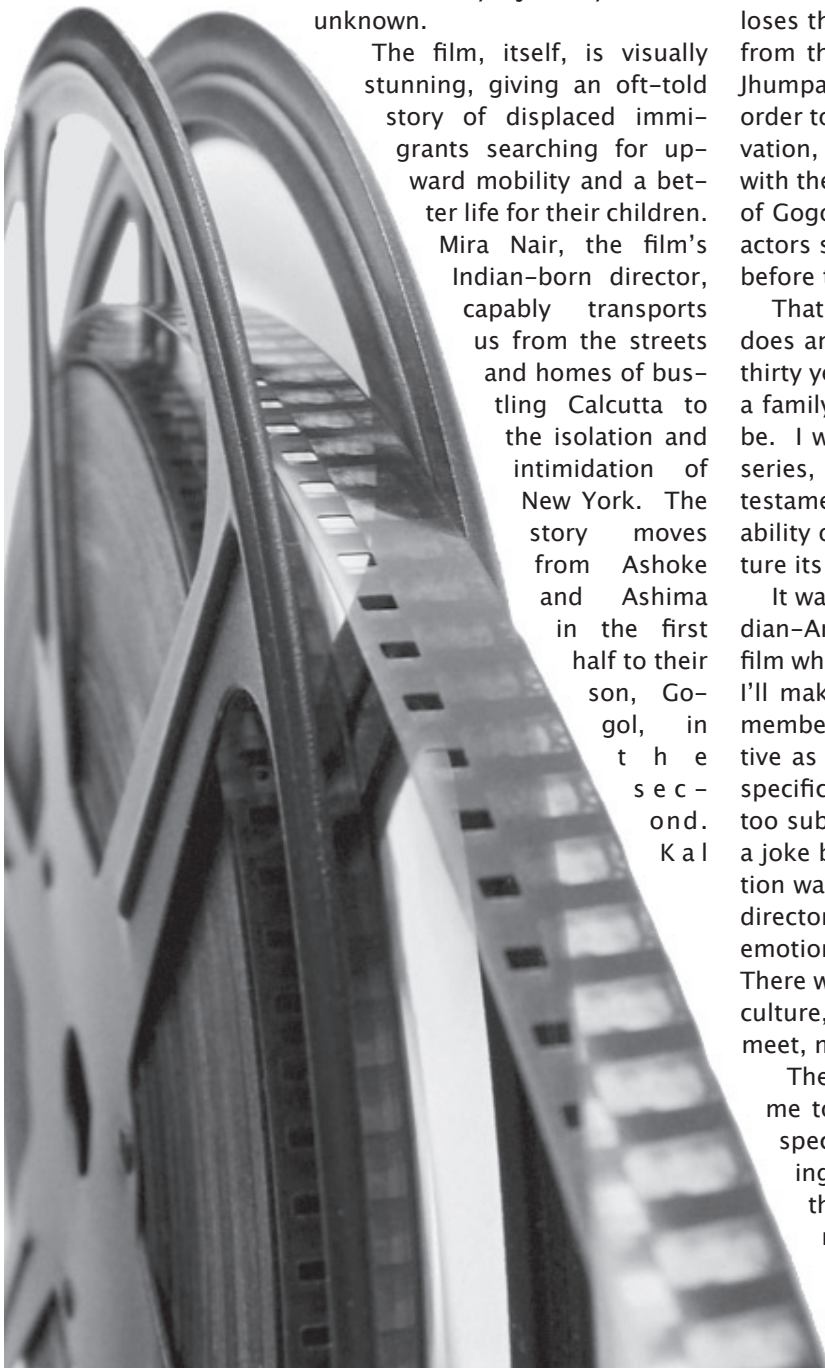 unknown.
The film, itself, is visually
stunning, giving an oft-told
story of displaced immi-
grants searching for up-
ward mobility and a bet-
ter life for their children.
Mira Nair, the film's
Indian-born director,
capably transports
us from the streets
and homes of bus-
tling Calcutta to
the isolation and
intimidation of
New York. The
story moves
from Ashoke
and Ashima
in the first
half to their
son, Go-
gol, in
the
sec-
ond.
Kal
loses th
from th
Jhumpa
order to
vation,
with the
of Gogo
actors s
before t
That
does ar
thirty ye
a family
be. I w
series,
testame
ability o
ture its
It wa
dian-Ar
film wh
I'll mak
membe
tive as
specific
too sub
a joke b
tion wa
director
emotion
There w
culture,
meet, n
The
me to
spec
ing
th